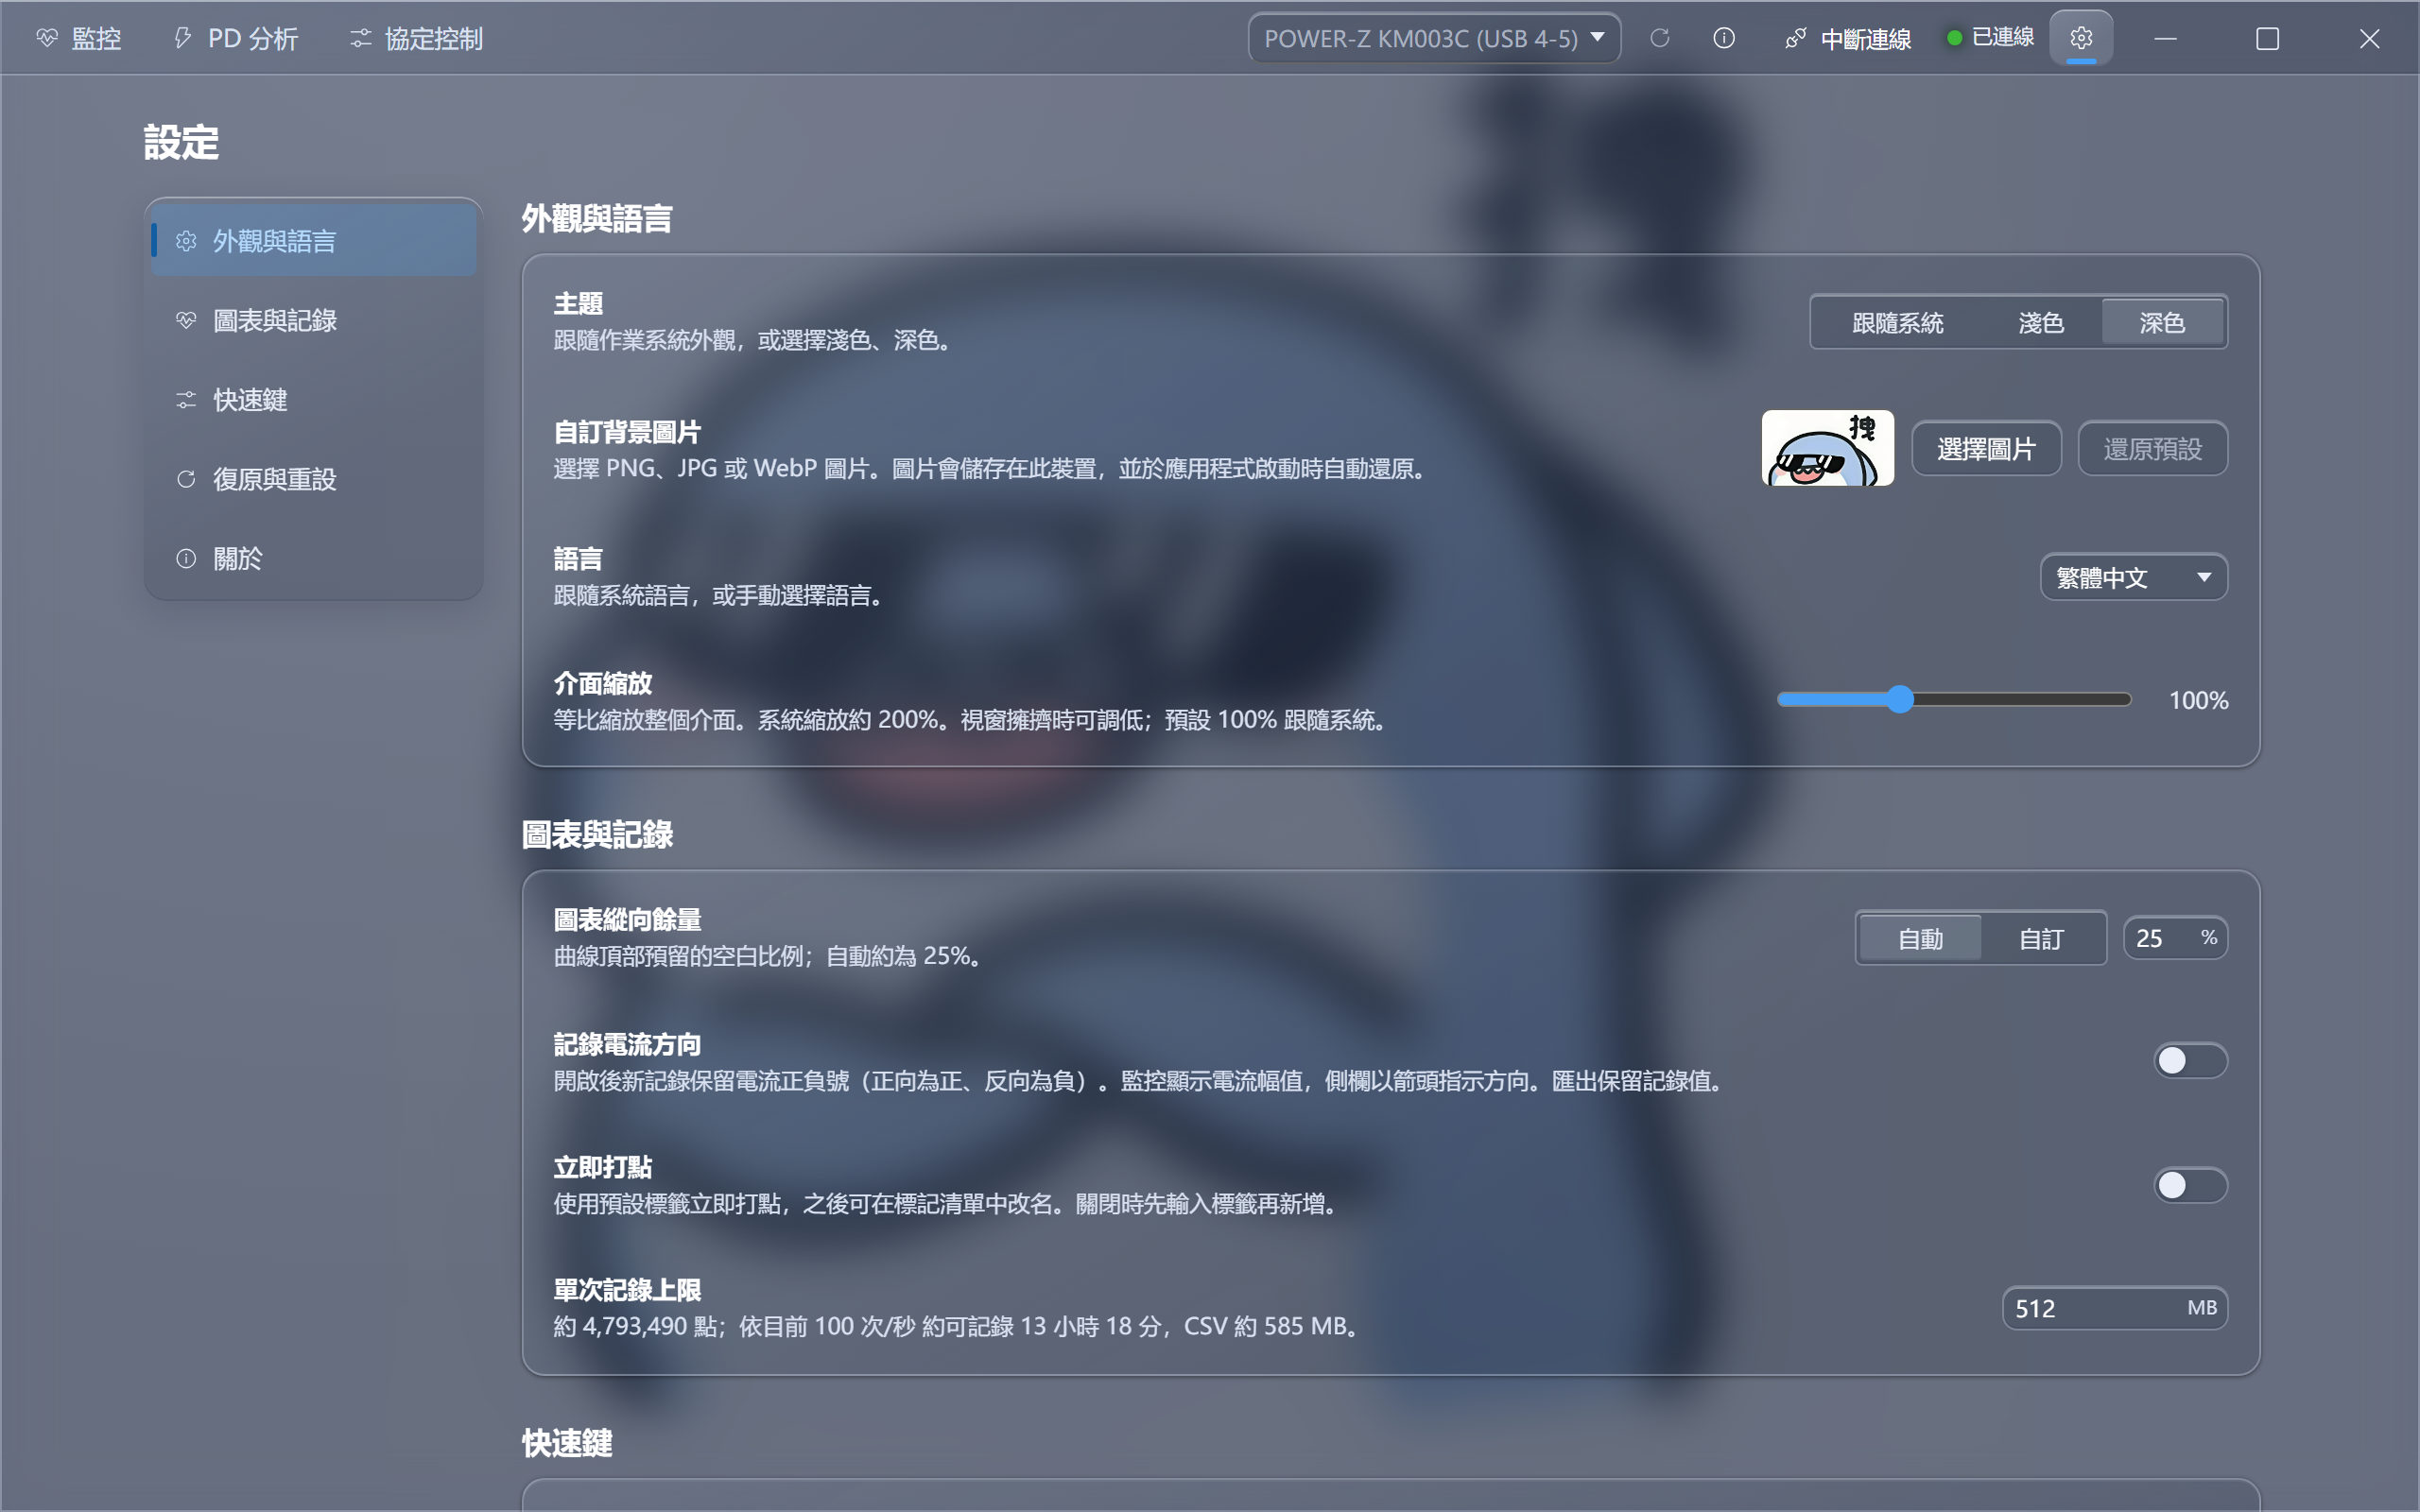 監控
PD 分析
協定控制
POWER-Z KM003C (USB 4-5)
中斷連線
已連線
設定
外觀與語言
圖表與記錄
快速鍵
復原與重設
關於
外觀與語言
主題
跟隨作業系統外觀，或選擇淺色、深色。
跟隨系統
淺色
深色
自訂背景圖片
選擇 PNG、JPG 或 WebP 圖片。圖片會儲存在此裝置，並於應用程式啟動時自動還原。
拽
選擇圖片
還原預設
語言
跟隨系統語言，或手動選擇語言。
繁體中文
介面縮放
等比縮放整個介面。系統縮放約 200%。視窗擁擠時可調低；預設 100% 跟隨系統。
100%
圖表與記錄
圖表縱向餘量
曲線頂部預留的空白比例；自動約為 25%。
自動
自訂
25 %
記錄電流方向
開啟後新記錄保留電流正負號（正向為正、反向為負）。監控顯示電流幅值，側欄以箭頭指示方向。匯出保留記錄值。
立即打點
使用預設標籤立即打點，之後可在標記清單中改名。關閉時先輸入標籤再新增。
單次記錄上限
約 4,793,490 點；依目前 100 次/秒 約可記錄 13 小時 18 分，CSV 約 585 MB。
512 MB
快速鍵